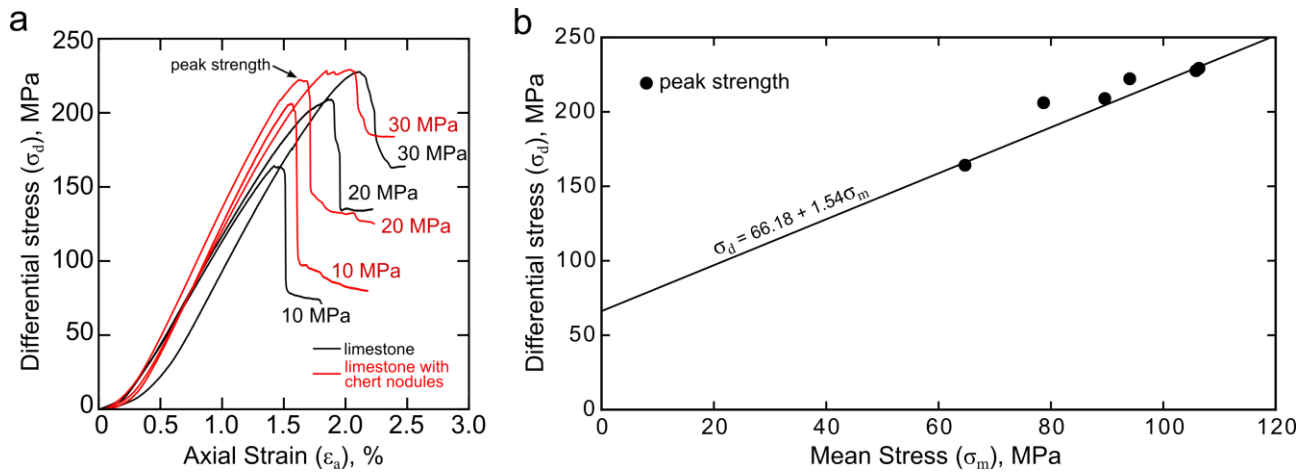 a
250
200
150
100
50
0
Differential stress (σd), MPa
peak strength
30 MPa
30 MPa
20 MPa
20 MPa
10 MPa
10 MPa
limestone
limestone with
chert nodules
0 0.5 1.0 1.5 2.0 2.5 3.0
Axial Strain (εa), %
b
250
200
150
100
50
0
Differential stress (σd), MPa
peak strength
σd = 66.18 + 1.54σm
0 20 40 60 80 100 120
Mean Stress (σm), MPa